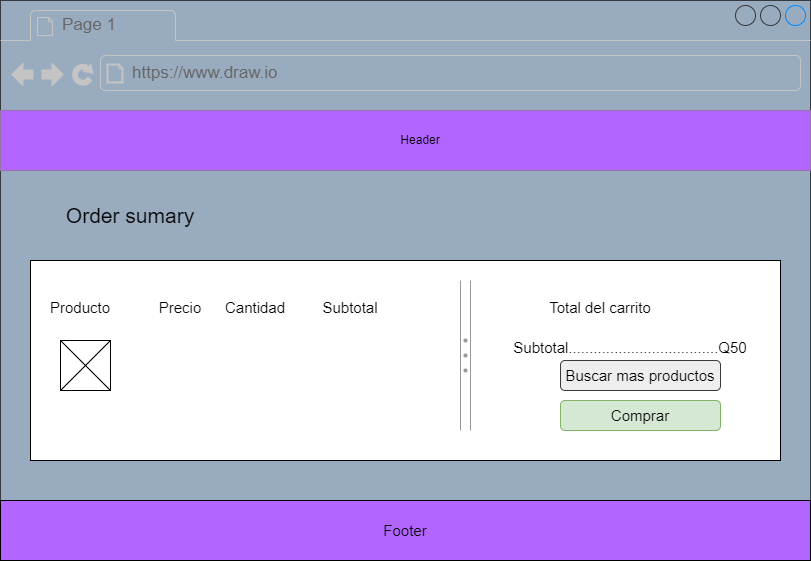 Page 1
https://www.draw.io
Header
Order sumary
Producto Precio Cantidad Subtotal Total del carrito
Subtotal....................................Q50
Buscar mas productos
Comprar
Footer